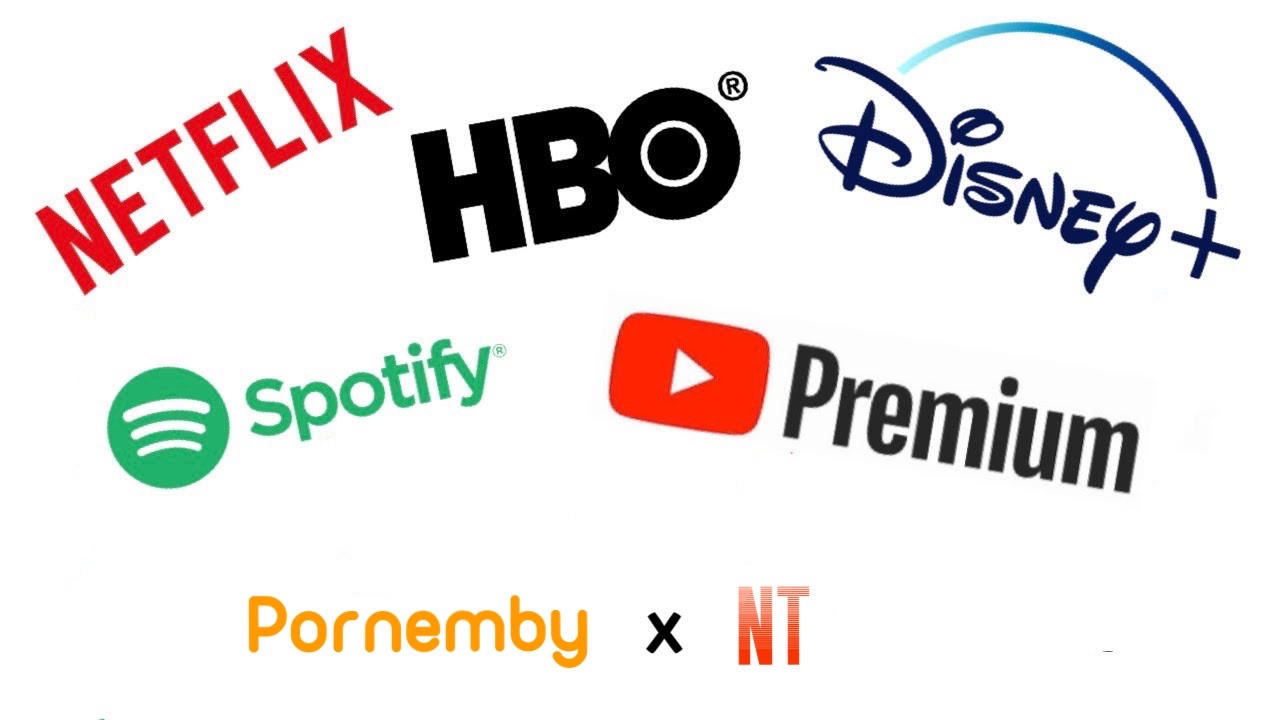 NETFLIX
HBO®
Disney+
Spotify®
Premium
Pornemby x NT